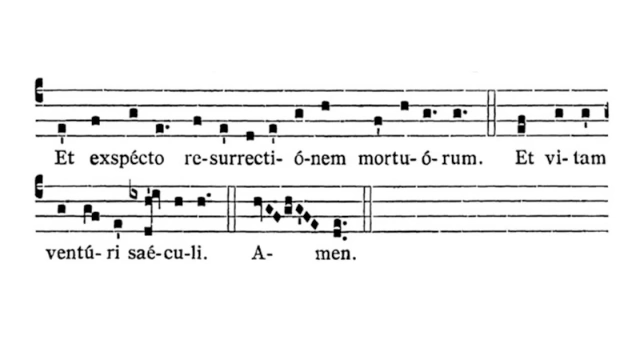 Et exspécto re-surrecti-ó-nem mortu-ó-rum. Et vi-tam
ventú-ri saé-cu-li. A- men.